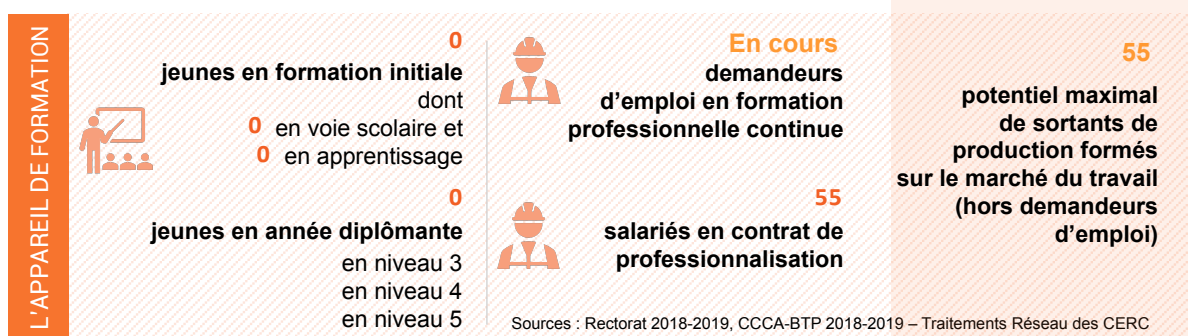 L'APPAREIL DE FORMATION
0
jeunes en formation initiale
dont
0 en voie scolaire et
0 en apprentissage
0
jeunes en année diplômante
en niveau 3
en niveau 4
en niveau 5
En cours
demandeurs
d'emploi en formation
professionnelle continue
55
salariés en contrat de
professionnalisation
55
potentiel maximal
de sortants de
production formés
sur le marché du travail
(hors demandeurs
d'emploi)
Sources : Rectorat 2018-2019, CCCA-BTP 2018-2019 – Traitements Réseau des CERC